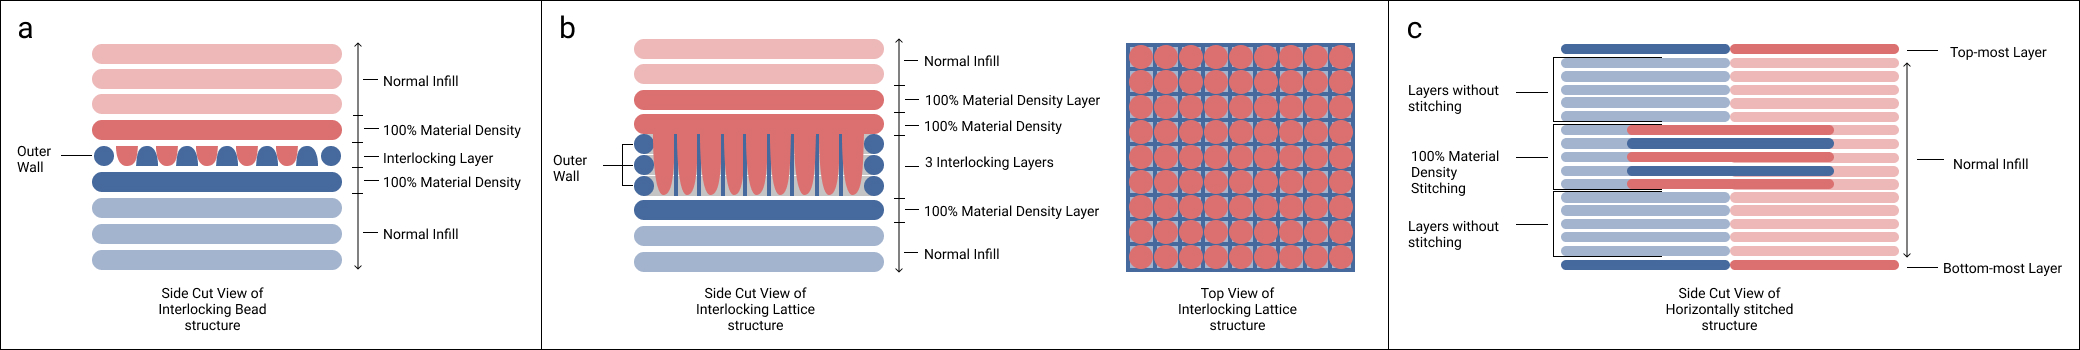 a
Normal Infill
100% Material Density
Outer
Wall
Interlocking Layer
100% Material Density
Normal Infill
Side Cut View of
Interlocking Bead
structure
b
Normal Infill
100% Material Density Layer
100% Material Density
Outer
Wall
3 Interlocking Layers
100% Material Density Layer
Normal Infill
Side Cut View of
Interlocking Lattice
structure
Top View of
Interlocking Lattice
structure
c
Top-most Layer
Layers without
stitching
100% Material
Density
Stitching
Normal Infill
Layers without
stitching
Bottom-most Layer
Side Cut View of
Horizontally stitched
structure